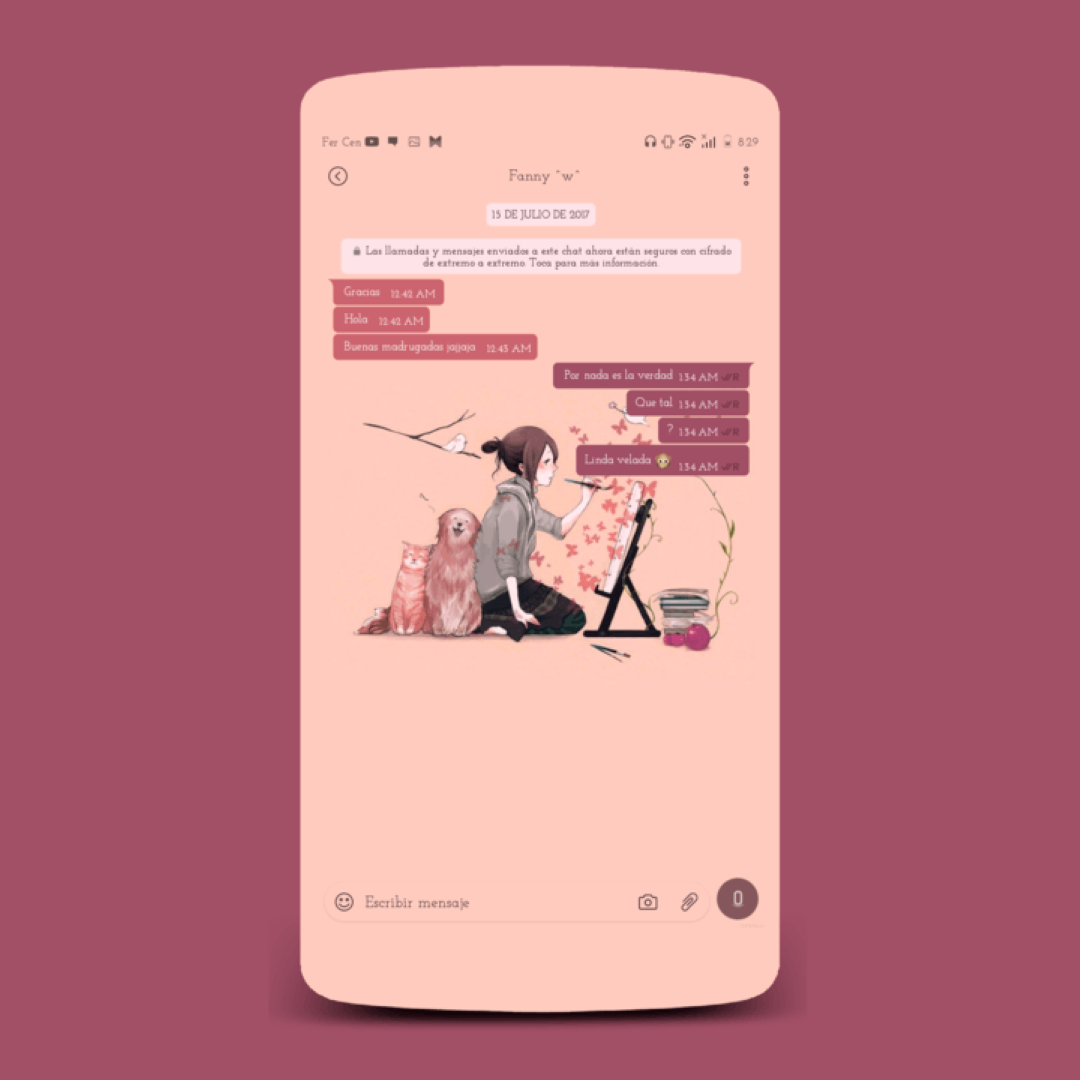 Fer Cen 8:29
Fanny ^w^
15 DE JULIO DE 2017
Las llamadas y mensajes enviados a este chat ahora están seguros con cifrado
de extremo a extremo. Toca para más información.
Gracias 12:42 AM
Hola 12:42 AM
Buenas madrugadas jajjaja 12:43 AM
Por nada es la verdad 1:34 AM R
Que tal 1:34 AM R
? 1:34 AM R
Linda velada 🐵 1:34 AM R
Escribir mensaje